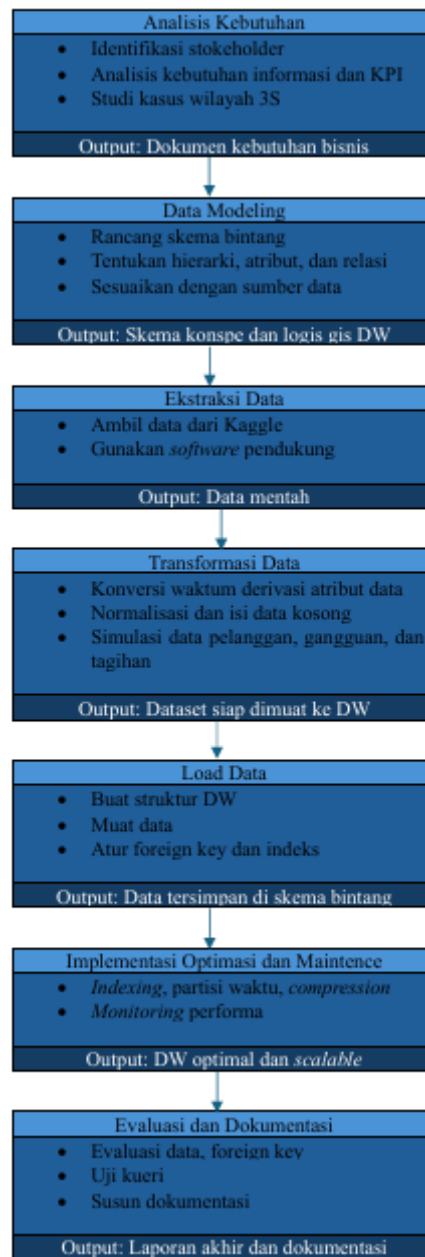 Analisis Kebutuhan
• Identifikasi stokeholder
• Analisis kebutuhan informasi dan KPI
• Studi kasus wilayah 3S
Output: Dokumen kebutuhan bisnis
Data Modeling
• Rancang skema bintang
• Tentukan hierarki, atribut, dan relasi
• Sesuaikan dengan sumber data
Output: Skema konspe dan logis gis DW
Ekstraksi Data
• Ambil data dari Kaggle
• Gunakan software pendukung
Output: Data mentah
Transformasi Data
• Konversi waktum derivasi atribut data
• Normalisasi dan isi data kosong
• Simulasi data pelanggan, gangguan, dan
tagihan
Output: Dataset siap dimuat ke DW
Load Data
• Buat struktur DW
• Muat data
• Atur foreign key dan indeks
Output: Data tersimpan di skema bintang
Implementasi Optimasi dan Maintence
• Indexing, partisi waktu, compression
• Monitoring performa
Output: DW optimal dan scalable
Evaluasi dan Dokumentasi
• Evaluasi data, foreign key
• Uji kueri
• Susun dokumentasi
Output: Laporan akhir dan dokumentasi